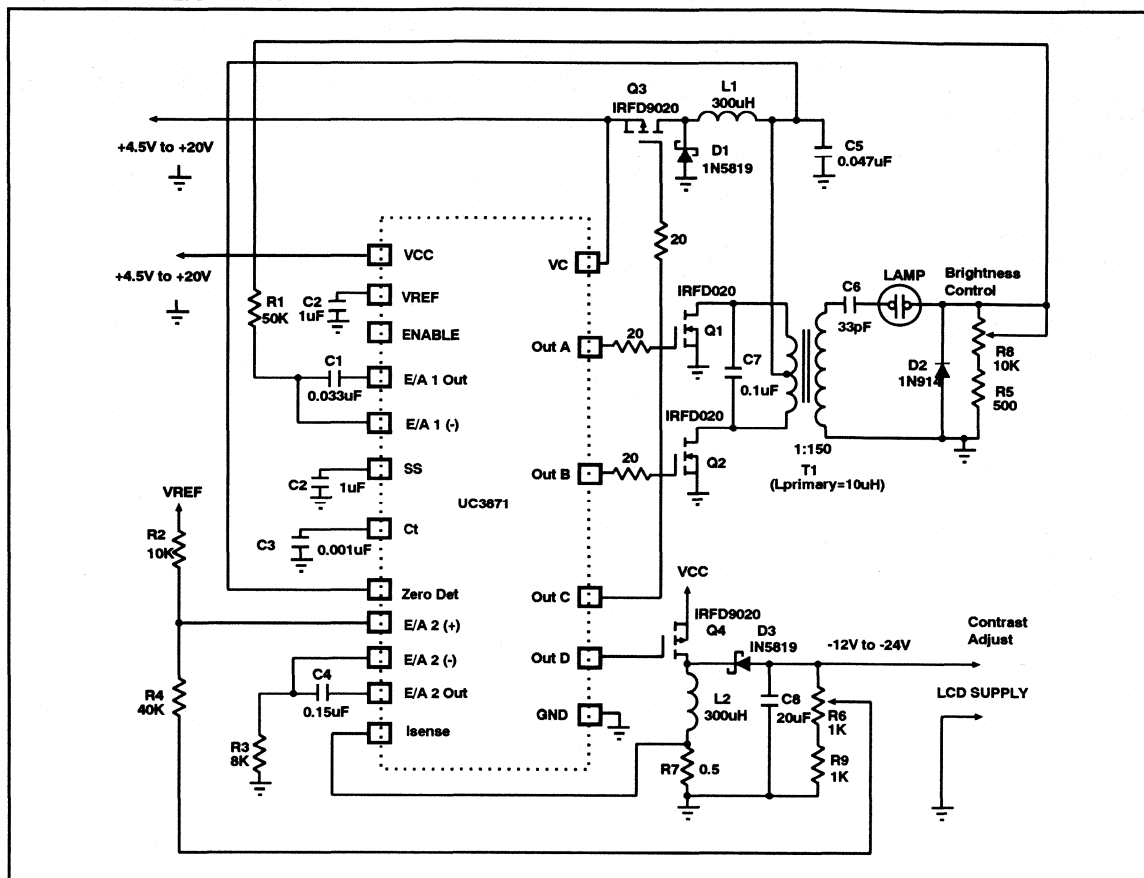 Q3
IRFD9020
L1
300uH
+4.5V to +20V
D1
1N5819
C5
0.047uF
20
+4.5V to +20V
VCC
VC
R1
50K
C2
1uF
VREF
ENABLE
IRFD020
Q1
Out A
20
C7
0.1uF
C6
33pF
LAMP
Brightness
Control
D2
1N914
R8
10K
R5
500
C1
0.033uF
E/A 1 Out
E/A 1 (-)
IRFD020
Q2
Out B
20
1:150
T1
(Lprimary=10uH)
C2
1uF
SS
UC3871
VREF
R2
10K
C3
0.001uF
Ct
Zero Det
Out C
VCC
IRFD9020
Q4
E/A 2 (+)
E/A 2 (-)
Out D
D3
IN5819
-12V to -24V
Contrast
Adjust
R4
40K
C4
0.15uF
E/A 2 Out
GND
L2
300uH
C8
20uF
R6
1K
LCD SUPPLY
R3
8K
Isense
R7
0.5
R9
1K